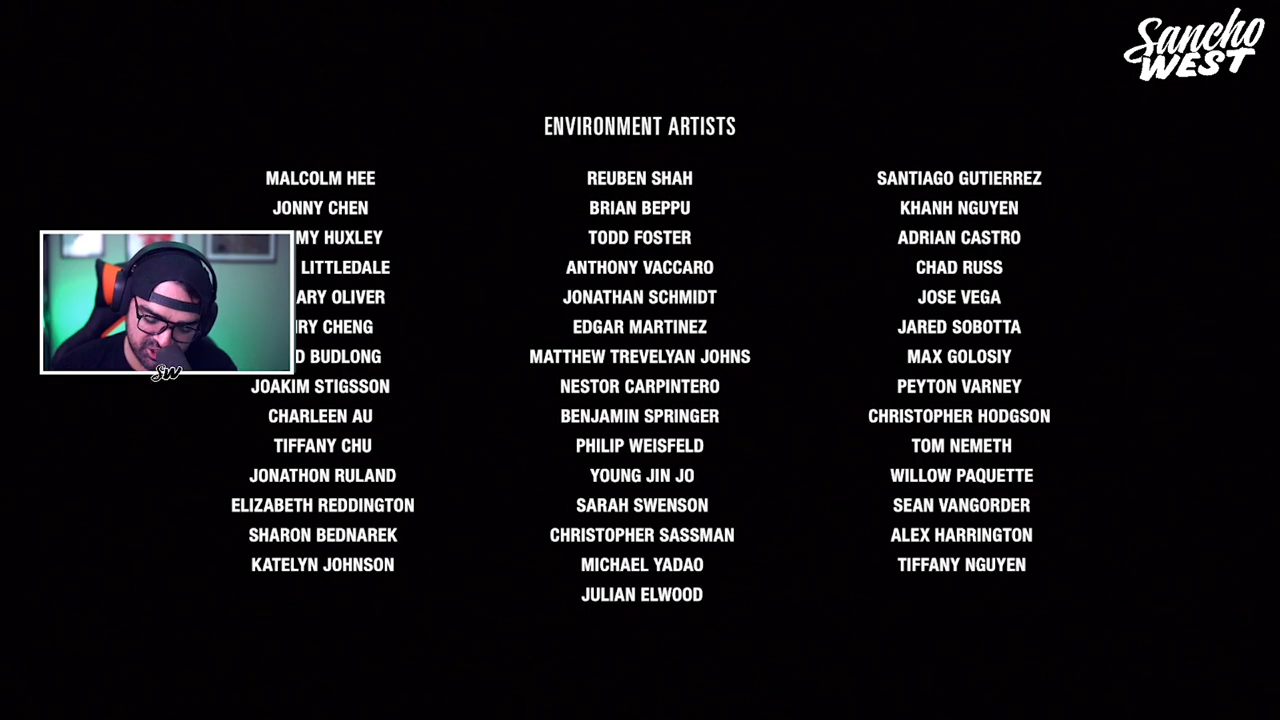 Sancho
WEST
ENVIRONMENT ARTISTS
MALCOLM HEE
JONNY CHEN
HUXLEY
LITTLEDALE
OLIVER
CHENG
BUDLONG
JOAKIM STIGSSON
CHARLEEN AU
TIFFANY CHU
JONATHON RULAND
ELIZABETH REDDINGTON
SHARON BEDNAREK
KATELYN JOHNSON
REUBEN SHAH
BRIAN BEPPU
TODD FOSTER
ANTHONY VACCARO
JONATHAN SCHMIDT
EDGAR MARTINEZ
MATTHEW TREVELYAN JOHNS
NESTOR CARPINTERO
BENJAMIN SPRINGER
PHILIP WEISFELD
YOUNG JIN JO
SARAH SWENSON
CHRISTOPHER SASSMAN
MICHAEL YADAO
JULIAN ELWOOD
SANTIAGO GUTIERREZ
KHANH NGUYEN
ADRIAN CASTRO
CHAD RUSS
JOSE VEGA
JARED SOBOTTA
MAX GOLOSIY
PEYTON VARNEY
CHRISTOPHER HODGSON
TOM NEMETH
WILLOW PAQUETTE
SEAN VANGORDER
ALEX HARRINGTON
TIFFANY NGUYEN
SW